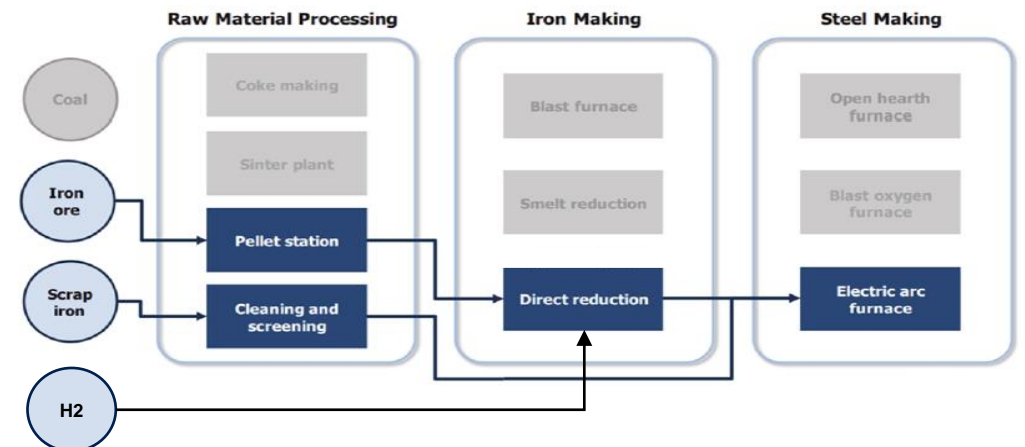 Raw Material Processing
Iron Making
Steel Making
Coal
Coke making
Blast furnace
Open hearth
furnace
Sinter plant
Iron
ore
Smelt reduction
Blast oxygen
furnace
Pellet station
Scrap
iron
Cleaning and
screening
Direct reduction
Electric arc
furnace
H2